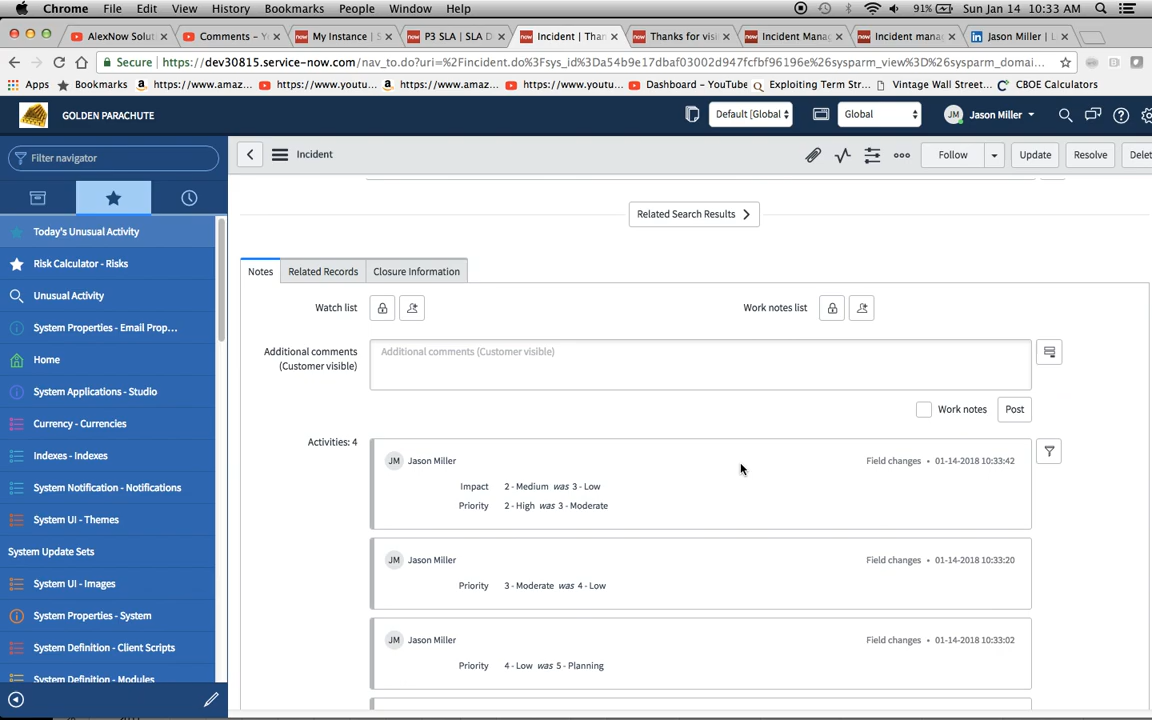 Chrome File Edit View History Bookmarks People Window Help 91% Sun Jan 14 10:33 AM
AlexNow Solut Comments - Y My Instance | S P3 SLA | SLA D Incident | Than Thanks for visi Incident Mana Incident manag Jason Miller | L
Secure https://dev30815.service-now.com/nav_to.do?uri=%2Fincident.do%3Fsys_id%3Da54b9e17dbaf03002d947fcfbf96196e%26sysparm_view%3D%26sysparm_domai...
Apps Bookmarks https://www.amaz... https://www.youtu... https://www.amaz... https://www.youtu... Dashboard - YouTube Exploiting Term Str... Vintage Wall Street... CBOE Calculators
GOLDEN PARACHUTE Default [Global Global JM Jason Miller
Filter navigator
Incident Follow Update Resolve Delet
Today's Unusual Activity
Risk Calculator - Risks
Unusual Activity
System Properties - Email Prop...
Home
System Applications - Studio
Currency - Currencies
Indexes - Indexes
System Notification - Notifications
System UI - Themes
System Update Sets
System UI - Images
System Properties - System
System Definition - Client Scripts
System Definition - Modules
Related Search Results
Notes Related Records Closure Information
Watch list Work notes list
Additional comments (Customer visible)
Additional comments (Customer visible)
Work notes Post
Activities: 4
JM Jason Miller Field changes • 01-14-2018 10:33:42
Impact 2 - Medium was 3 - Low
Priority 2 - High was 3 - Moderate
JM Jason Miller Field changes • 01-14-2018 10:33:20
Priority 3 - Moderate was 4 - Low
JM Jason Miller Field changes • 01-14-2018 10:33:02
Priority 4 - Low was 5 - Planning